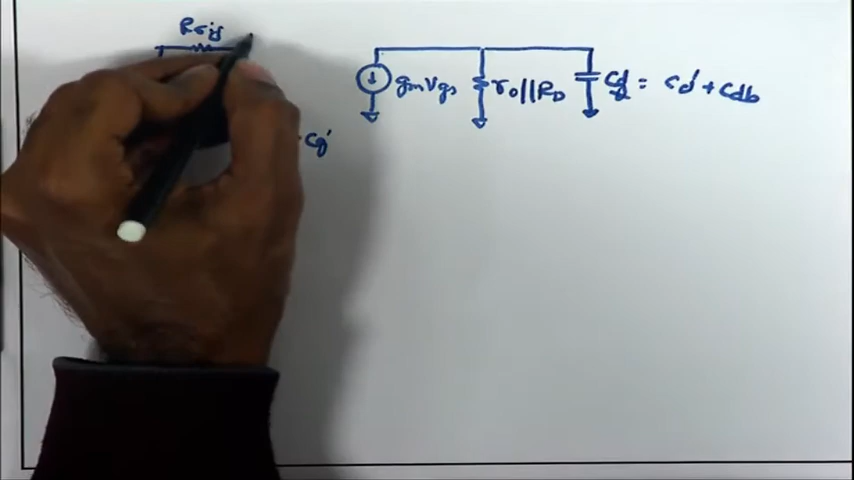 Rsig
gmvgs
ro||RD
Cd = Cd' + Cdb
Cg'